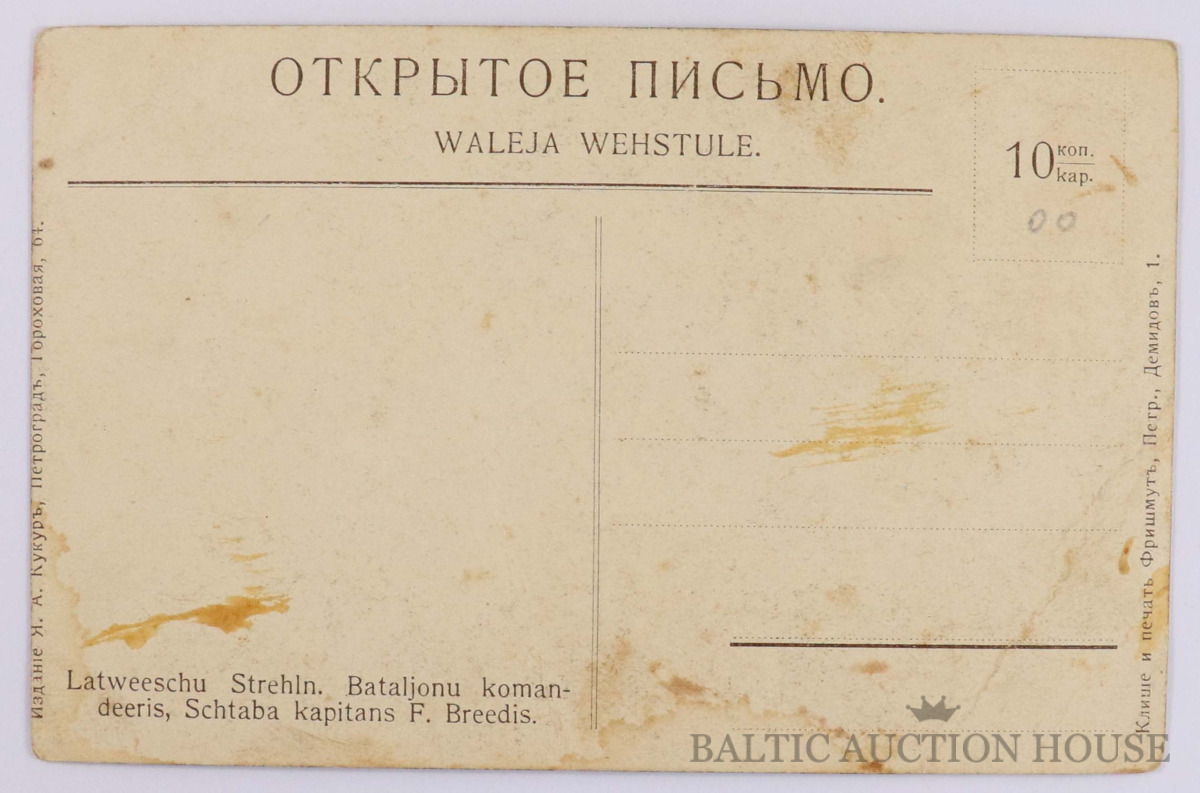 ОТКРЫТОЕ ПИСЬМО.
WALEJA WEHSTULE.
10 коп.
kap.
00
Изданіе Я. А. Кукуръ, Петроградъ, Гороховая, 64.
Latweeschu Strehln. Bataljonu koman-
deeris, Schtaba kapitans F. Breedis.
Клише и печать Фришмутъ, Петр., Демидовъ, 1.
BALTIC AUCTION HOUSE